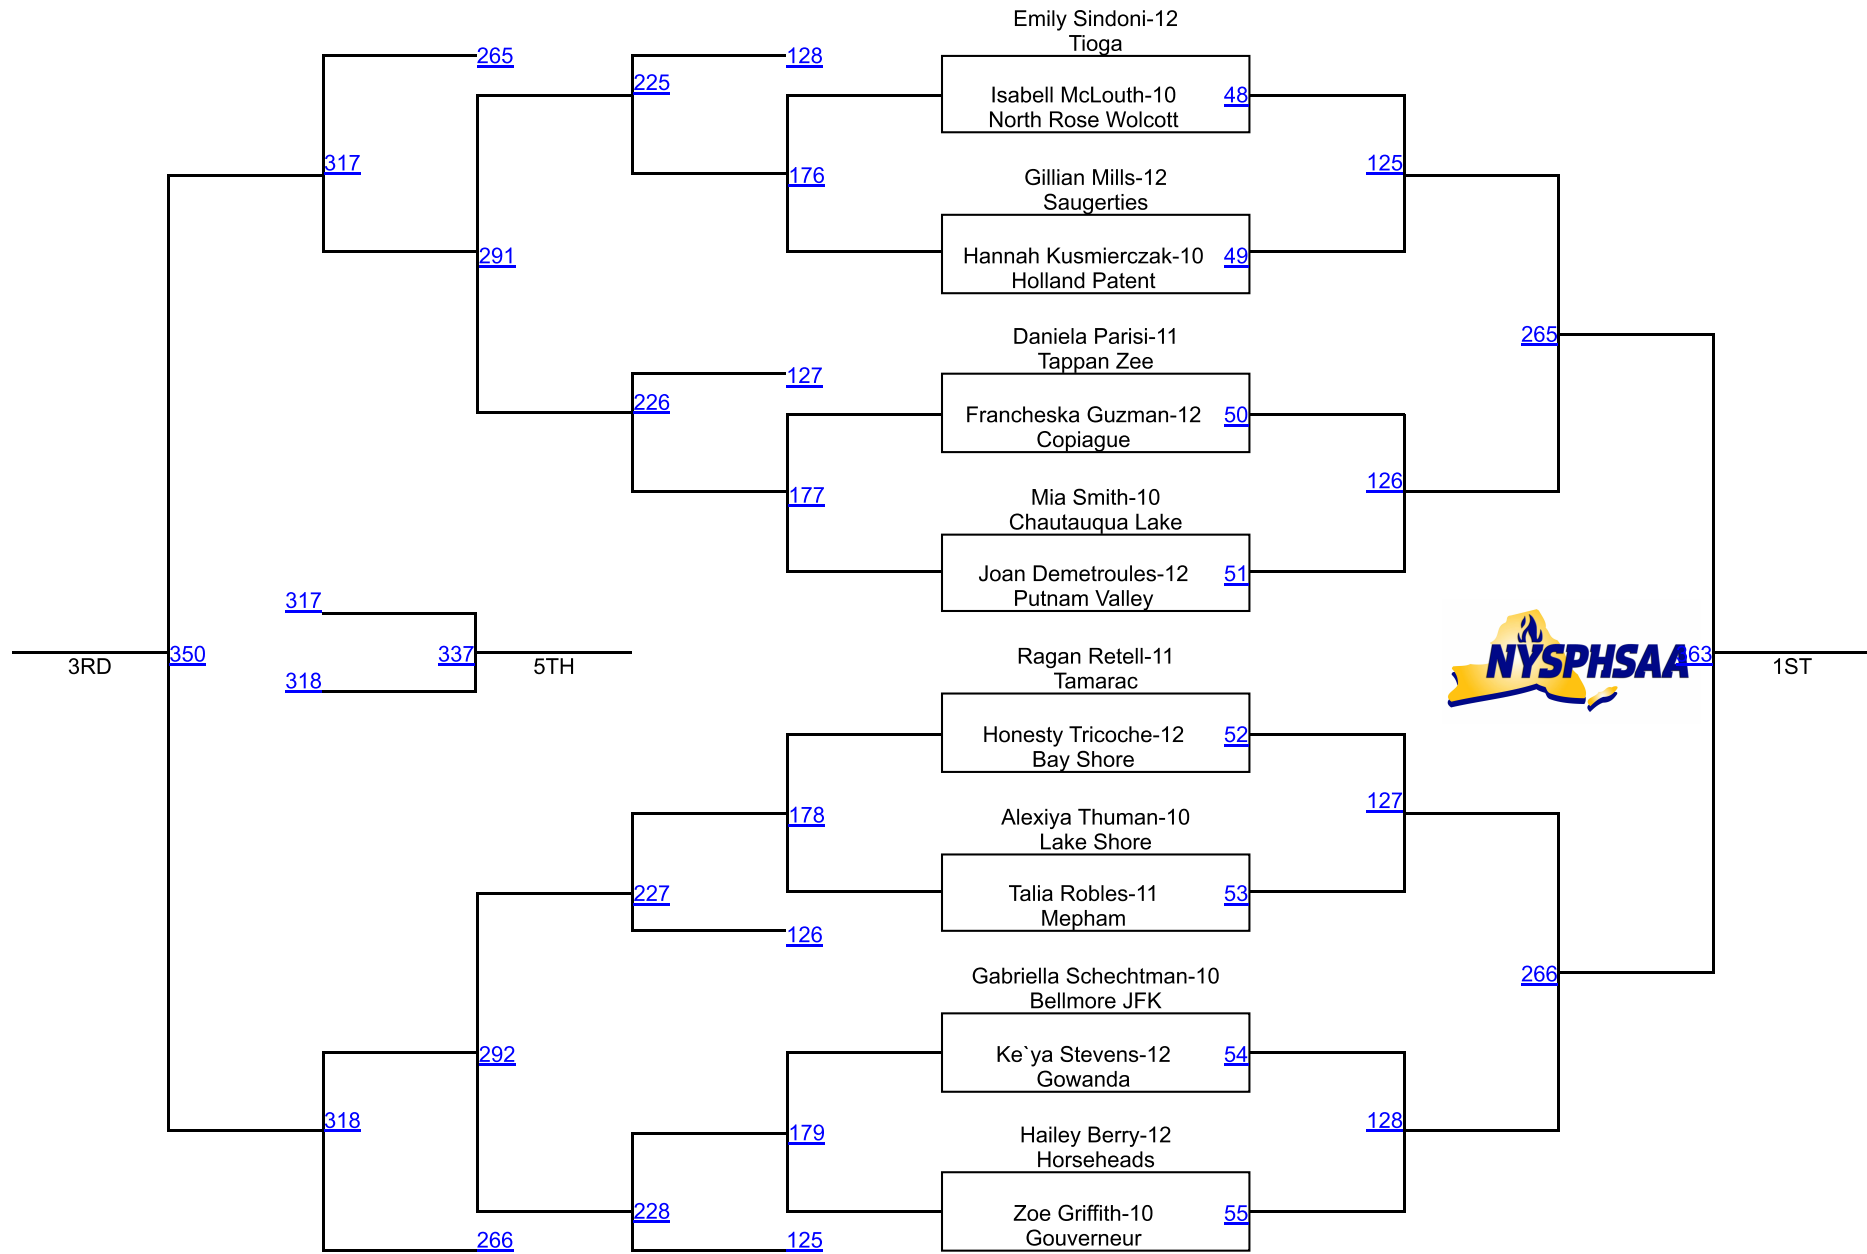 Emily Sindoni-12
Tioga
265
128
225
Isabell McLouth-10
48
North Rose Wolcott
317
176
125
Gillian Mills-12
Saugerties
291
Hannah Kusmierczak-10
49
Holland Patent
265
Daniela Parisi-11
Tappan Zee
127
226
Francheska Guzman-12
50
Copiague
177
126
Mia Smith-10
Chautauqua Lake
Joan Demetroules-12
51
Putnam Valley
317
350
337
3RD
5TH
318
NYSPHSAA
1ST
Ragan Retell-11
Tamarac
Honesty Tricoche-12
52
Bay Shore
178
127
Alexiya Thuman-10
Lake Shore
227
Talia Robles-11
53
Mepham
126
Gabriella Schechtman-10
266
Bellmore JFK
292
Ke`ya Stevens-12
54
Gowanda
318
179
128
Hailey Berry-12
Horseheads
228
Zoe Griffith-10
55
Gouverneur
266
125